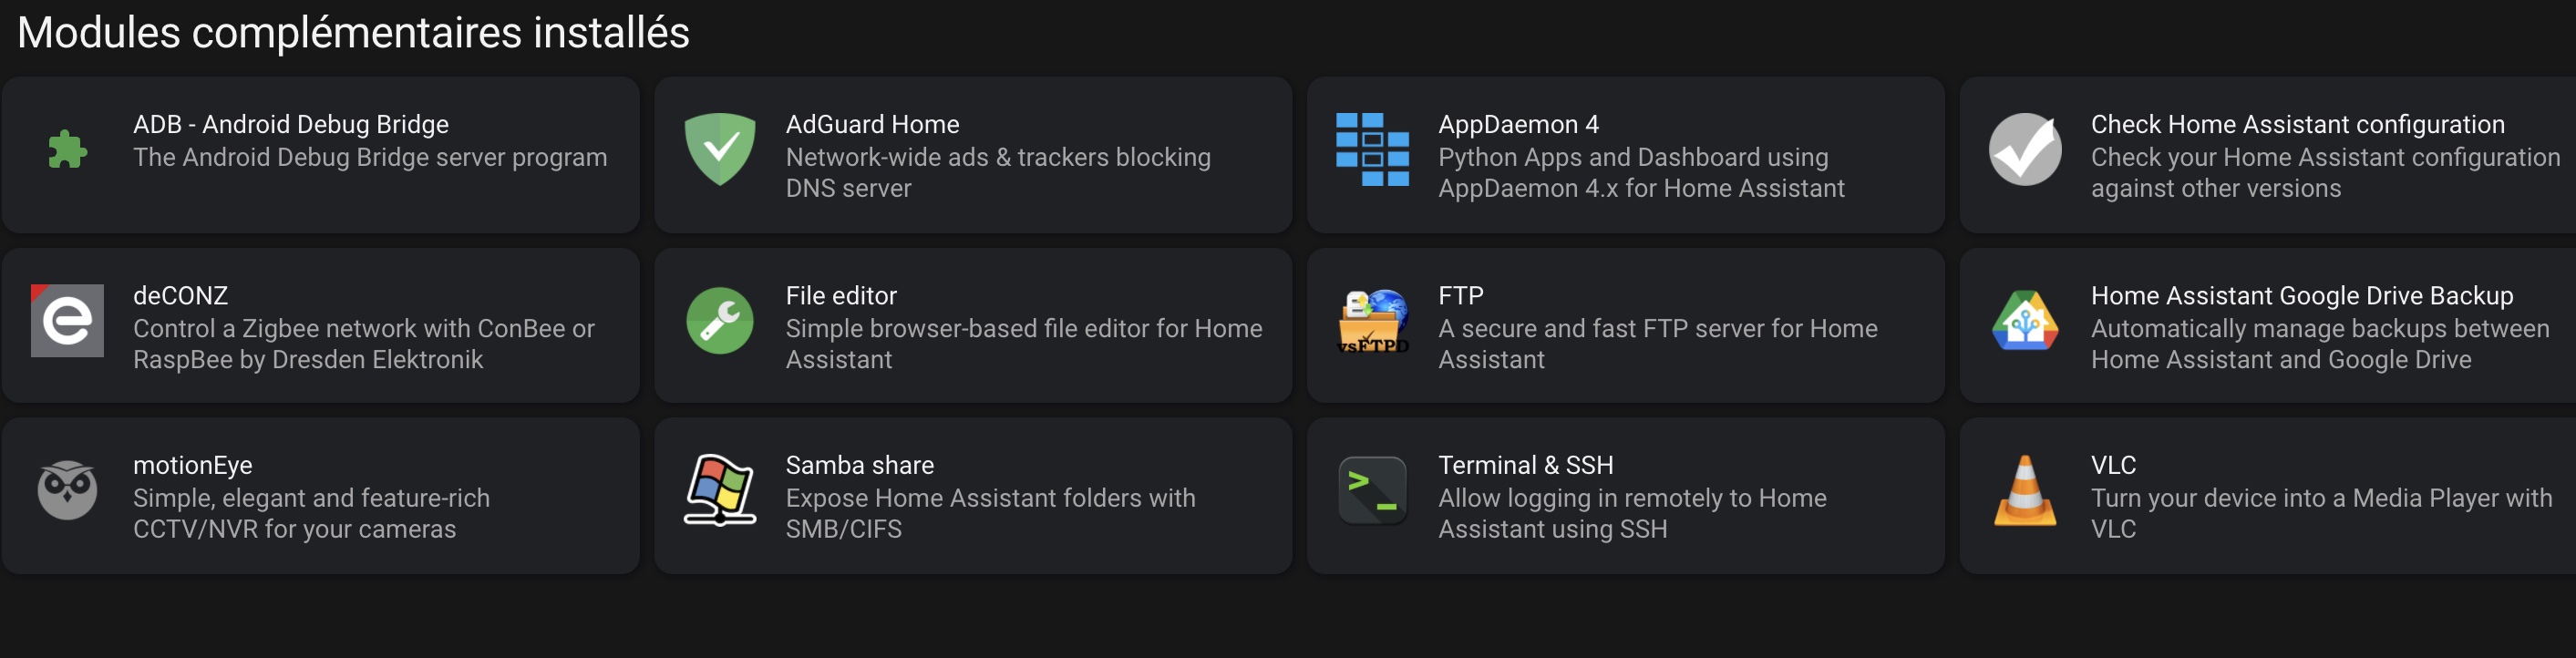 Modules complémentaires installés
ADB - Android Debug Bridge
The Android Debug Bridge server program
AdGuard Home
Network-wide ads & trackers blocking
DNS server
AppDaemon 4
Python Apps and Dashboard using
AppDaemon 4.x for Home Assistant
Check Home Assistant configuration
Check your Home Assistant configuration
against other versions
deCONZ
Control a Zigbee network with ConBee or
RaspBee by Dresden Elektronik
File editor
Simple browser-based file editor for Home
Assistant
vsFTPD
FTP
A secure and fast FTP server for Home
Assistant
Home Assistant Google Drive Backup
Automatically manage backups between
Home Assistant and Google Drive
motionEye
Simple, elegant and feature-rich
CCTV/NVR for your cameras
Samba share
Expose Home Assistant folders with
SMB/CIFS
Terminal & SSH
Allow logging in remotely to Home
Assistant using SSH
VLC
Turn your device into a Media Player with
VLC